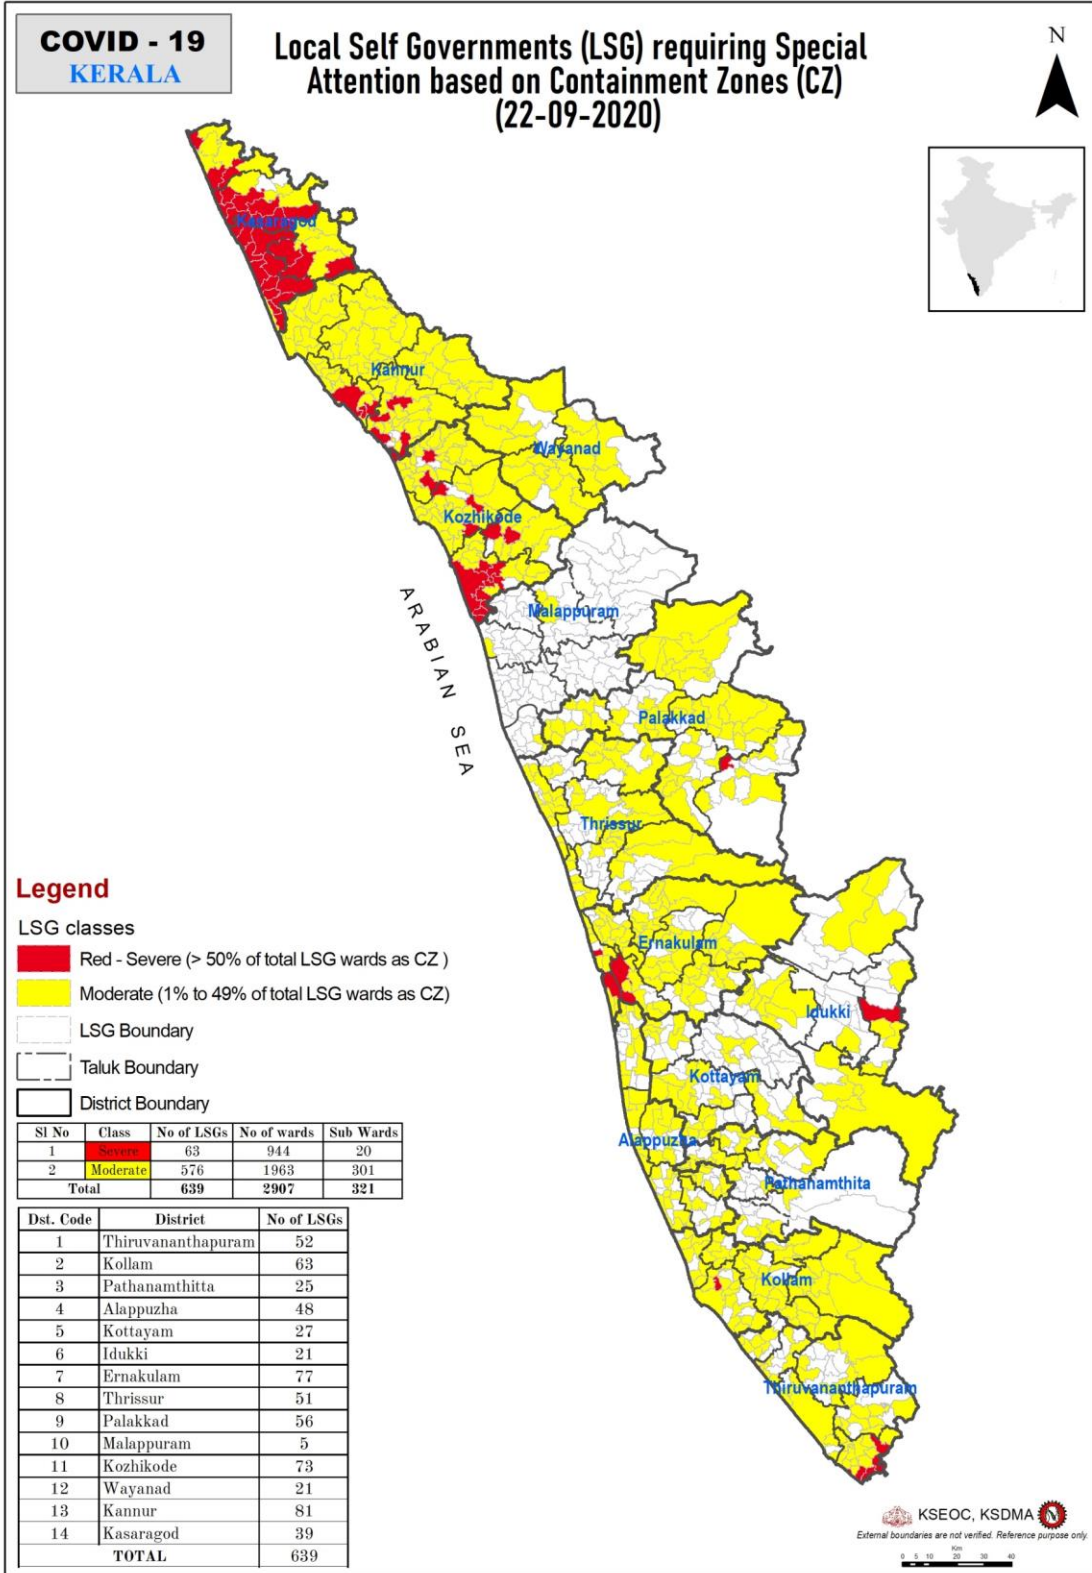 COVID - 19
KERALA
Local Self Governments (LSG) requiring Special
Attention based on Containment Zones (CZ)
(22-09-2020)
N
Kasaragod
Kannur
Wayanad
Kozhikode
Malappuram
ARABIAN SEA
Palakkad
Thrissur
Ernakulam
Idukki
Kottayam
Alappuzha
Pathanamthita
Kollam
Thiruvananthapuram
Legend
LSG classes
Red - Severe (> 50% of total LSG wards as CZ )
Moderate (1% to 49% of total LSG wards as CZ)
LSG Boundary
Taluk Boundary
District Boundary
Sl No Class No of LSGs No of wards Sub Wards
1 Severe 63 944 20
2 Moderate 576 1963 301
Total 639 2907 321
Dst. Code District No of LSGs
1 Thiruvananthapuram 52
2 Kollam 63
3 Pathanamthitta 25
4 Alappuzha 48
5 Kottayam 27
6 Idukki 21
7 Ernakulam 77
8 Thrissur 51
9 Palakkad 56
10 Malappuram 5
11 Kozhikode 73
12 Wayanad 21
13 Kannur 81
14 Kasaragod 39
TOTAL 639
KSEOC, KSDMA
External boundaries are not verified. Reference purpose only.
Km
0 5 10 20 30 40